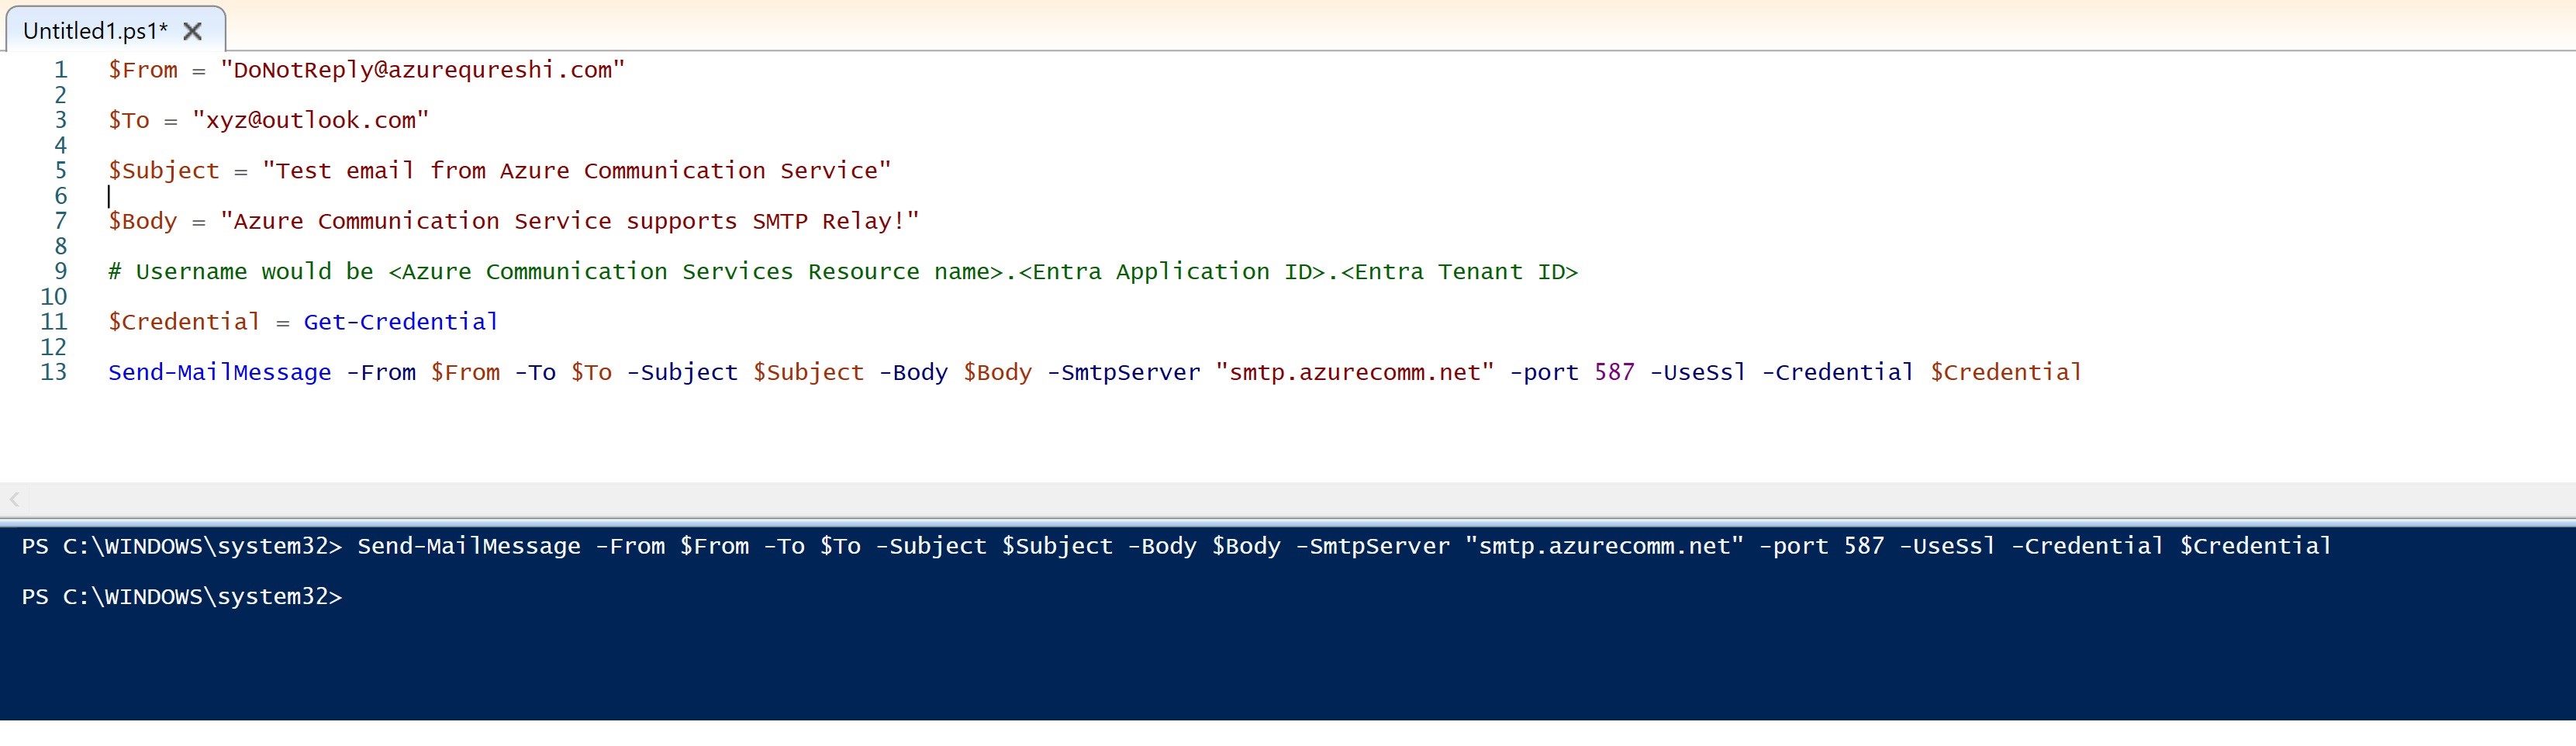 Untitled1.ps1*
1 $From = "DoNotReply@azurequreshi.com"
2
3 $To = "xyz@outlook.com"
4
5 $Subject = "Test email from Azure Communication Service"
6
7 $Body = "Azure Communication Service supports SMTP Relay!"
8
9 # Username would be <Azure Communication Services Resource name>.<Entra Application ID>.<Entra Tenant ID>
10
11 $Credential = Get-Credential
12
13 Send-MailMessage -From $From -To $To -Subject $Subject -Body $Body -SmtpServer "smtp.azurecomm.net" -port 587 -UseSsl -Credential $Credential
PS C:\WINDOWS\system32> Send-MailMessage -From $From -To $To -Subject $Subject -Body $Body -SmtpServer "smtp.azurecomm.net" -port 587 -UseSsl -Credential $Credential
PS C:\WINDOWS\system32>